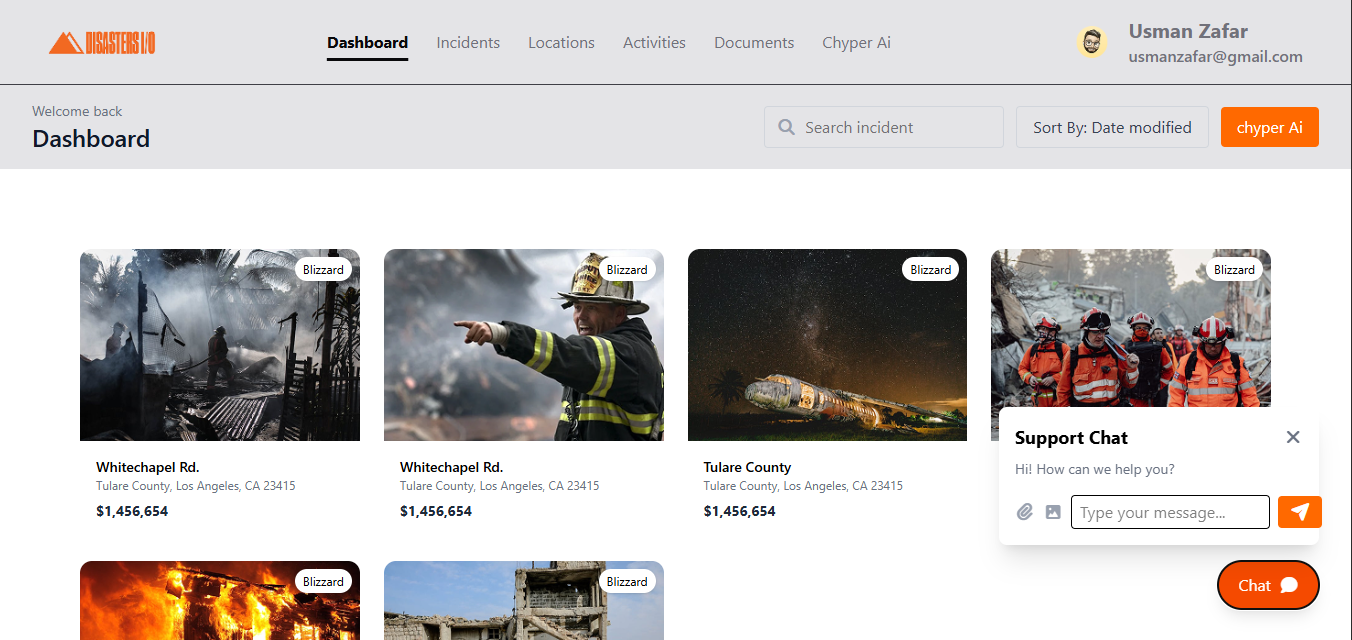 DISASTERS I/O
Dashboard
Incidents
Locations
Activities
Documents
Chyper Ai
Usman Zafar
usmanzafar@gmail.com
Welcome back
Dashboard
Search incident
Sort By: Date modified
chyper Ai
Blizzard
Blizzard
Blizzard
Blizzard
Whitechapel Rd.
Tulare County, Los Angeles, CA 23415
$1,456,654
Whitechapel Rd.
Tulare County, Los Angeles, CA 23415
$1,456,654
Tulare County
Tulare County, Los Angeles, CA 23415
$1,456,654
Support Chat
Hi! How can we help you?
Type your message...
Blizzard
Blizzard
Chat